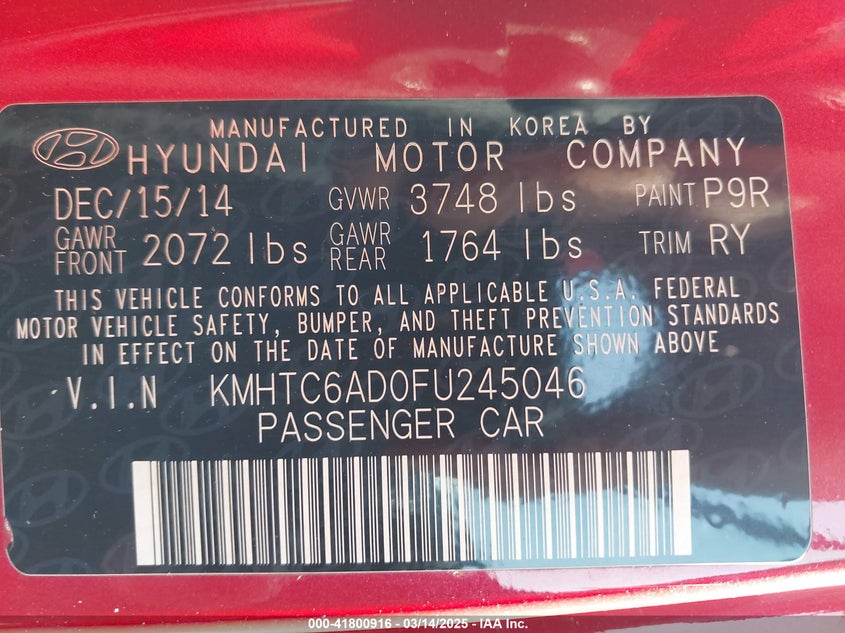 MANUFACTURED IN KOREA BY
HYUNDAI MOTOR COMPANY
DEC/15/14 GVWR 3748 lbs PAINT P9R
GAWR FRONT 2072 lbs GAWR REAR 1764 lbs TRIM RY
THIS VEHICLE CONFORMS TO ALL APPLICABLE U.S.A. FEDERAL
MOTOR VEHICLE SAFETY, BUMPER, AND THEFT PREVENTION STANDARDS
IN EFFECT ON THE DATE OF MANUFACTURE SHOWN ABOVE
V.I.N KMHTC6AD0FU245046
PASSENGER CAR
000-41800916 - 03/14/2025 - IAA Inc.